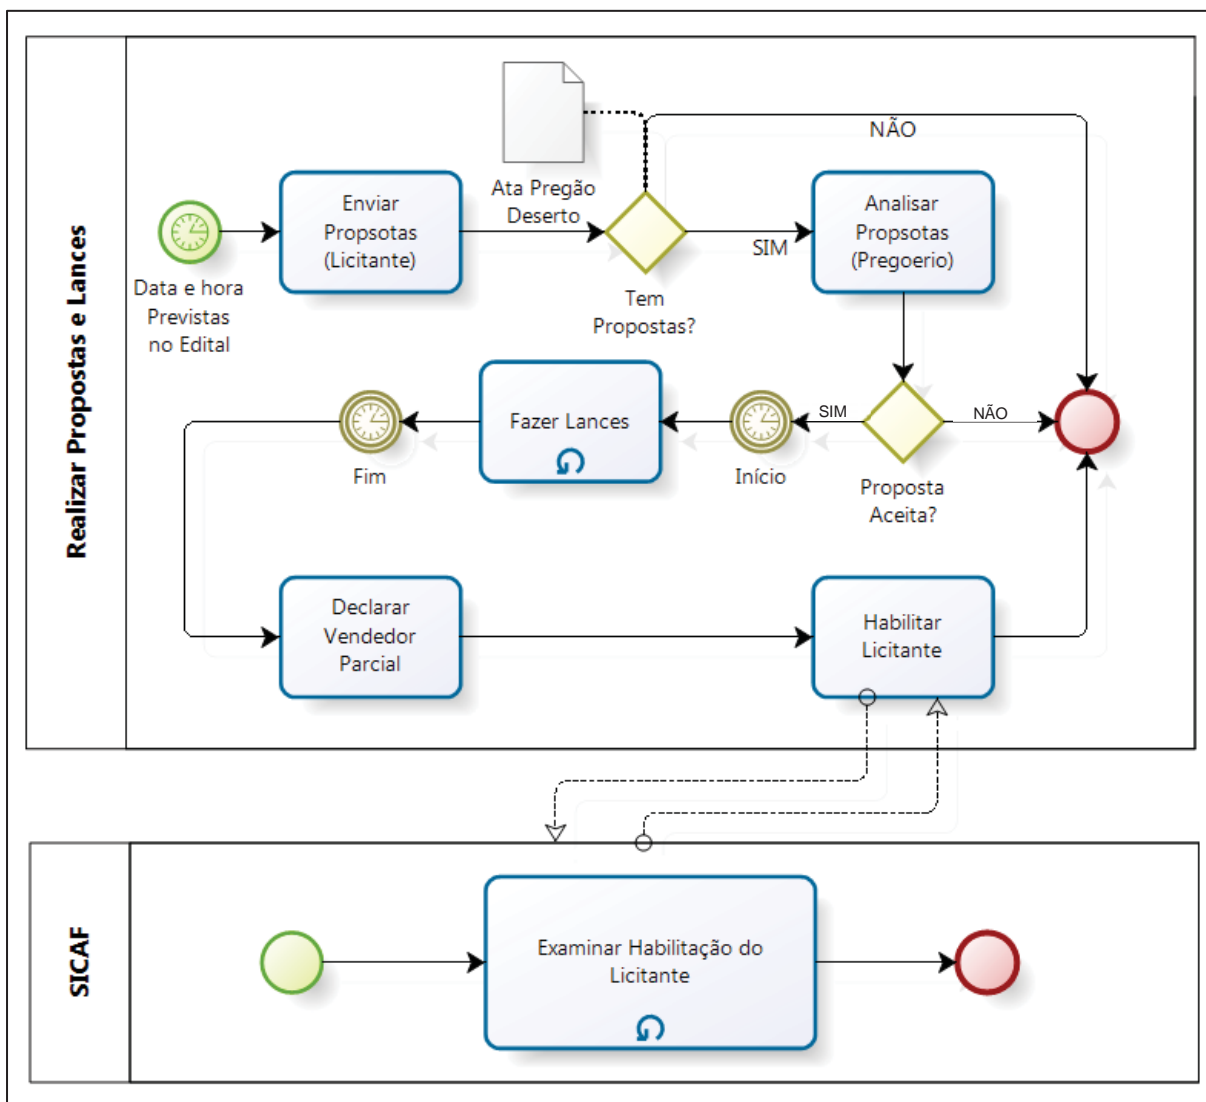 Realizar Propostas e Lances
Data e hora
Previstas
no Edital
Enviar
Propsotas
(Licitante)
Ata Pregão
Deserto
Tem
Propostas?
NÃO
SIM
Analisar
Propsotas
(Pregoerio)
Proposta
Aceita?
NÃO
SIM
Início
Fazer Lances
Fim
Declarar
Vendedor
Parcial
Habilitar
Licitante
SICAF
Examinar Habilitação do
Licitante